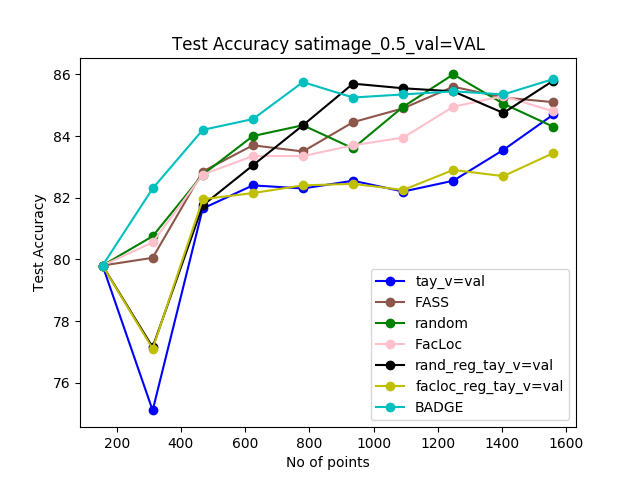 Test Accuracy satimage_0.5_val=VAL
Test Accuracy
86
84
82
80
78
76
200 400 600 800 1000 1200 1400 1600
No of points
tay_v=val
FASS
random
FacLoc
rand_reg_tay_v=val
facloc_reg_tay_v=val
BADGE